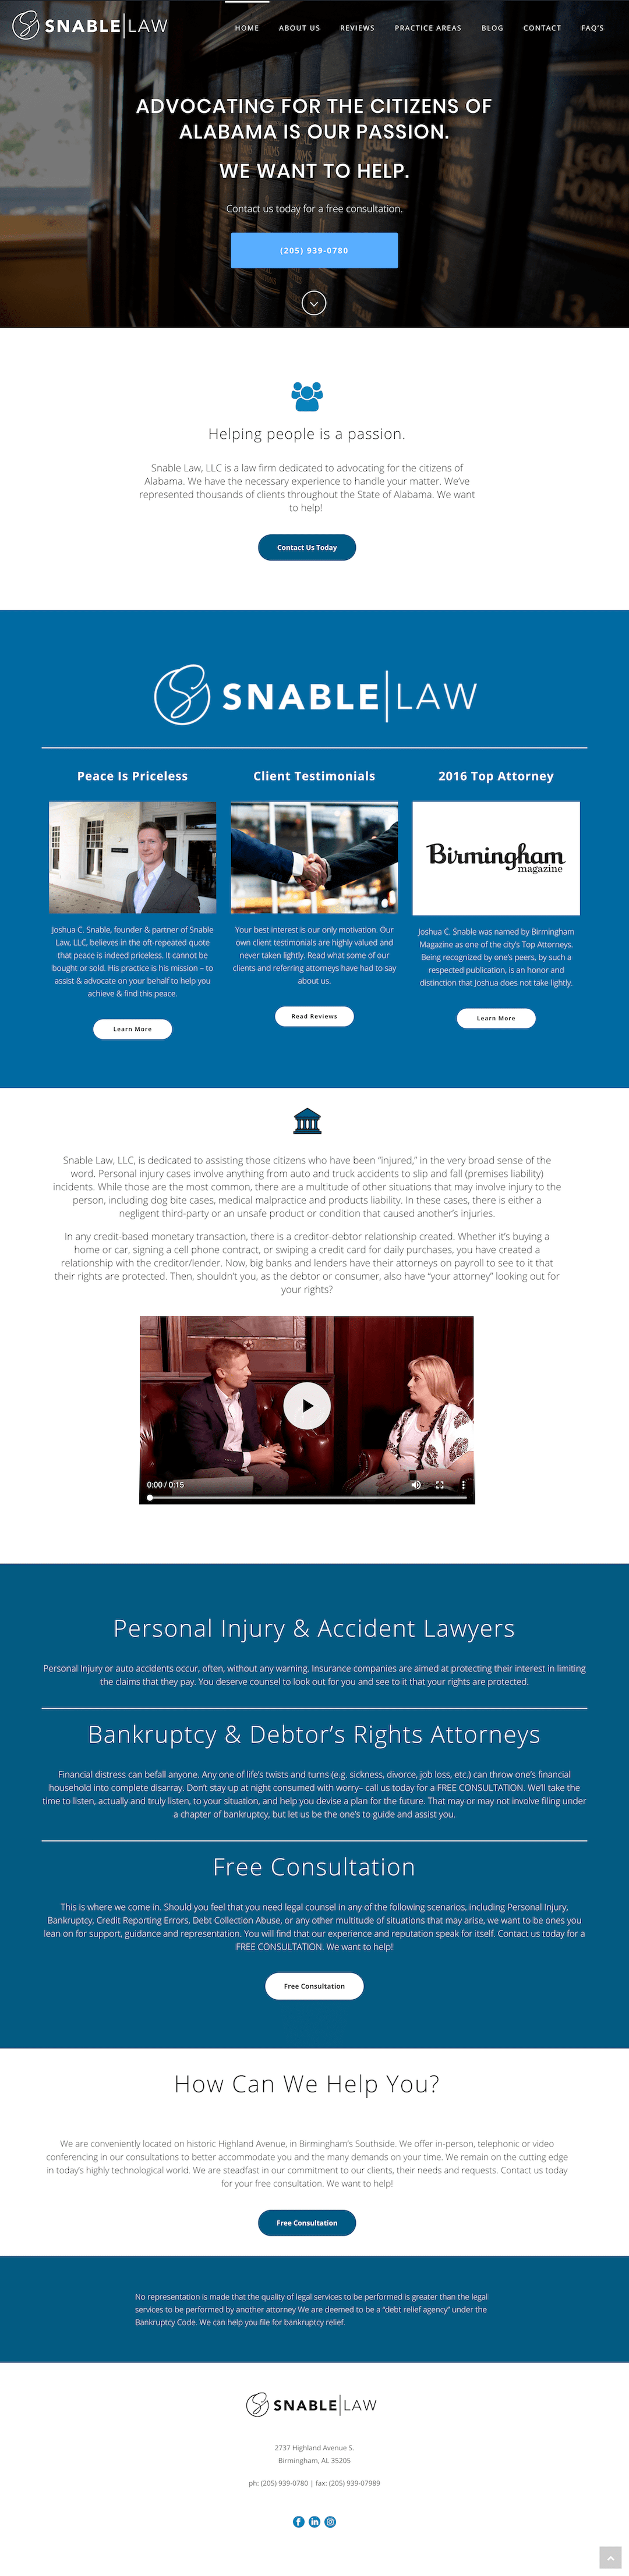 SNABLE|LAW
HOME ABOUT US REVIEWS PRACTICE AREAS BLOG CONTACT FAQ'S
ADVOCATING FOR THE CITIZENS OF
ALABAMA IS OUR PASSION.
WE WANT TO HELP.
Contact us today for a free consultation.
(205) 939-0780
13A
Helping people is a passion.
Snable Law, LLC is a law firm dedicated to advocating for the citizens of
Alabama. We have the necessary experience to handle your matter. We've
represented thousands of clients throughout the State of Alabama. We want
to help!
Contact Us Today
SNABLE|LAW
Peace Is Priceless
Joshua C. Snable, founder & partner of Snable
Law, LLC, believes in the oft-repeated quote
that peace is indeed priceless. It cannot be
bought or sold. His practice is his mission – to
assist & advocate on your behalf to help you
achieve & find this peace.
Learn More
Client Testimonials
Your best interest is our only motivation. Our
own client testimonials are highly valued and
never taken lightly. Read what some of our
clients and referring attorneys have had to say
about us.
Read Reviews
2016 Top Attorney
Birmingham
magazine
Joshua C. Snable was named by Birmingham
Magazine as one of the city's Top Attorneys.
Being recognized by one's peers, by such a
respected publication, is an honor and
distinction that Joshua does not take lightly.
Learn More
Snable Law, LLC, is dedicated to assisting those citizens who have been “injured,” in the very broad sense of the
word. Personal injury cases involve anything from auto and truck accidents to slip and fall (premises liability)
incidents. While those are the most common, there are a multitude of other situations that may involve injury to the
person, including dog bite cases, medical malpractice and products liability. In these cases, there is either a
negligent third-party or an unsafe product or condition that caused another's injuries.
In any credit-based monetary transaction, there is a creditor-debtor relationship created. Whether it's buying a
home or car, signing a cell phone contract, or swiping a credit card for daily purchases, you have created a
relationship with the creditor/lender. Now, big banks and lenders have their attorneys on payroll to see to it that
their rights are protected. Then, shouldn't you, as the debtor or consumer, also have “your attorney” looking out for
your rights?
0:00 / 0:15
Personal Injury & Accident Lawyers
Personal Injury or auto accidents occur, often, without any warning. Insurance companies are aimed at protecting their interest in limiting
the claims that they pay. You deserve counsel to look out for you and see to it that your rights are protected.
Bankruptcy & Debtor's Rights Attorneys
Financial distress can befall anyone. Any one of life's twists and turns (e.g. sickness, divorce, job loss, etc.) can throw one's financial
household into complete disarray. Don't stay up at night consumed with worry– call us today for a FREE CONSULTATION. We'll take the
time to listen, actually and truly listen, to your situation, and help you devise a plan for the future. That may or may not involve filing under
a chapter of bankruptcy, but let us be the one's to guide and assist you.
Free Consultation
This is where we come in. Should you feel that you need legal counsel in any of the following scenarios, including Personal Injury,
Bankruptcy, Credit Reporting Errors, Debt Collection Abuse, or any other multitude of situations that may arise, we want to be ones you
lean on for support, guidance and representation. You will find that our experience and reputation speak for itself. Contact us today for a
FREE CONSULTATION. We want to help!
Free Consultation
How Can We Help You?
We are conveniently located on historic Highland Avenue, in Birmingham's Southside. We offer in-person, telephonic or video
conferencing in our consultations to better accommodate you and the many demands on your time. We remain on the cutting edge
in today's highly technological world. We are steadfast in our commitment to our clients, their needs and requests. Contact us today
for your free consultation. We want to help!
Free Consultation
No representation is made that the quality of legal services to be performed is greater than the legal
services to be performed by another attorney We are deemed to be a “debt relief agency” under the
Bankruptcy Code. We can help you file for bankruptcy relief.
SNABLE|LAW
2737 Highland Avenue S.
Birmingham, AL 35205
ph: (205) 939-0780 | fax: (205) 939-07989